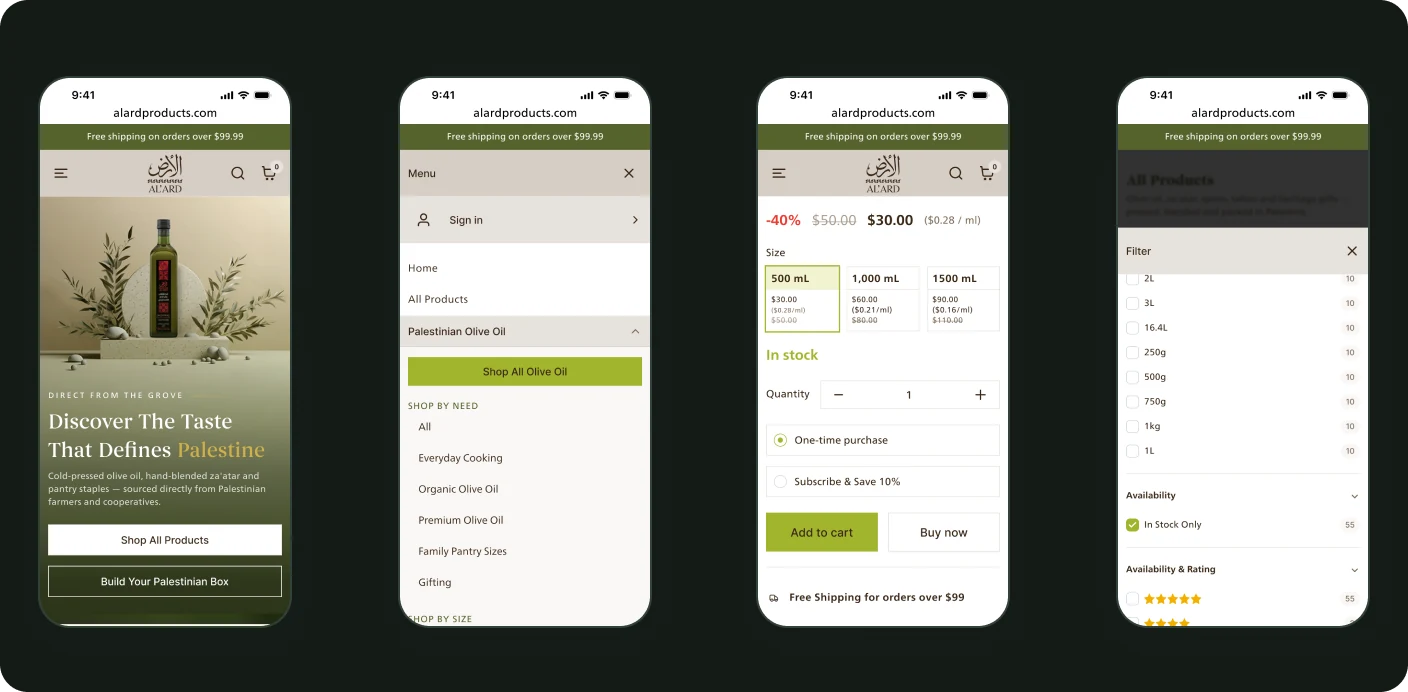 9:41
alardproducts.com
Free shipping on orders over $99.99
الأرض
AL'ARD
0
DIRECT FROM THE GROVE
Discover The Taste
That Defines Palestine
Cold-pressed olive oil, hand-blended za'atar and
pantry staples — sourced directly from Palestinian
farmers and cooperatives.
Shop All Products
Build Your Palestinian Box
9:41
alardproducts.com
Free shipping on orders over $99.99
Menu
Sign in
Home
All Products
Palestinian Olive Oil
Shop All Olive Oil
SHOP BY NEED
All
Everyday Cooking
Organic Olive Oil
Premium Olive Oil
Family Pantry Sizes
Gifting
SHOP BY SIZE
9:41
alardproducts.com
Free shipping on orders over $99.99
الأرض
AL'ARD
0
-40% $50.00 $30.00 ($0.28 / ml)
Size
500 mL
$30.00
($0.28/ml)
$50.00
1,000 mL
$60.00
($0.21/ml)
$80.00
1500 mL
$90.00
($0.16/ml)
$110.00
In stock
Quantity 1
One-time purchase
Subscribe & Save 10%
Add to cart
Buy now
Free Shipping for orders over $99
9:41
alardproducts.com
Free shipping on orders over $99.99
All Products
Filter
2L 10
3L 10
16.4L 10
250g 10
500g 10
750g 10
1kg 10
1L 10
Availability
In Stock Only 55
Availability & Rating
55